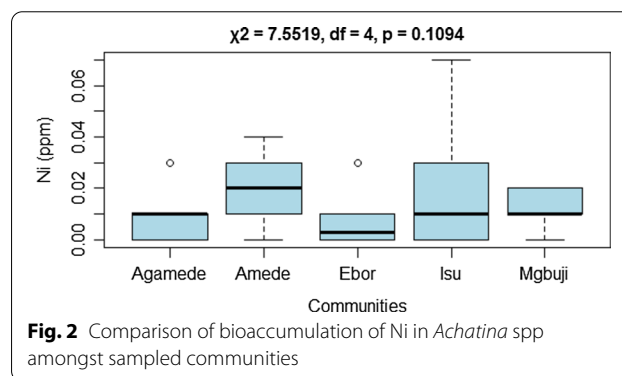 χ2 = 7.5519, df = 4, p = 0.1094
Ni (ppm)
0.06
0.04
0.02
0.00
Agamede Amede Ebor Isu Mgbuji
Communities
Fig. 2 Comparison of bioaccumulation of Ni in Achatina spp
amongst sampled communities